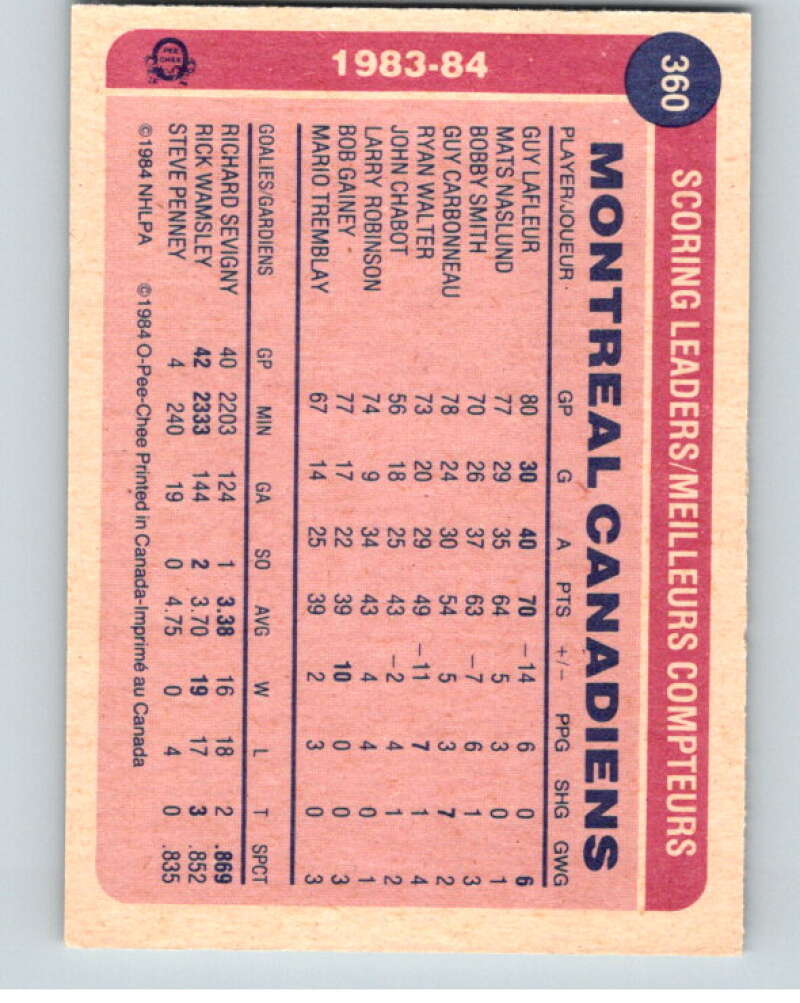 360
SCORING LEADERS/MEILLEURS COMPTEURS
1983-84
O PEE CHEE
MONTREAL CANADIENS
PLAYER/JOUEUR GP G A PTS +/- PPG SHG GWG
GUY LAFLEUR 80 30 40 70 -14 6 0 6
MATS NASLUND 77 29 35 64 5 3 0 1
BOBBY SMITH 70 26 37 63 -7 6 1 3
GUY CARBONNEAU 78 24 30 54 5 3 7 2
RYAN WALTER 73 20 29 49 -11 7 1 4
JOHN CHABOT 56 18 25 43 -2 4 1 2
LARRY ROBINSON 74 9 34 43 4 4 0 1
BOB GAINEY 77 17 22 39 10 0 0 3
MARIO TREMBLAY 67 14 25 39 2 3 0 3
GOALIES/GARDIENS GP MIN GA SO AVG W L T SPCT
RICHARD SEVIGNY 40 2203 124 1 3.38 16 18 2 .869
RICK WAMSLEY 42 2333 144 2 3.70 19 17 3 .852
STEVE PENNEY 4 240 19 0 4.75 0 4 0 .835
©1984 NHLPA ©1984 O-Pee-Chee Printed in Canada-Imprimé au Canada